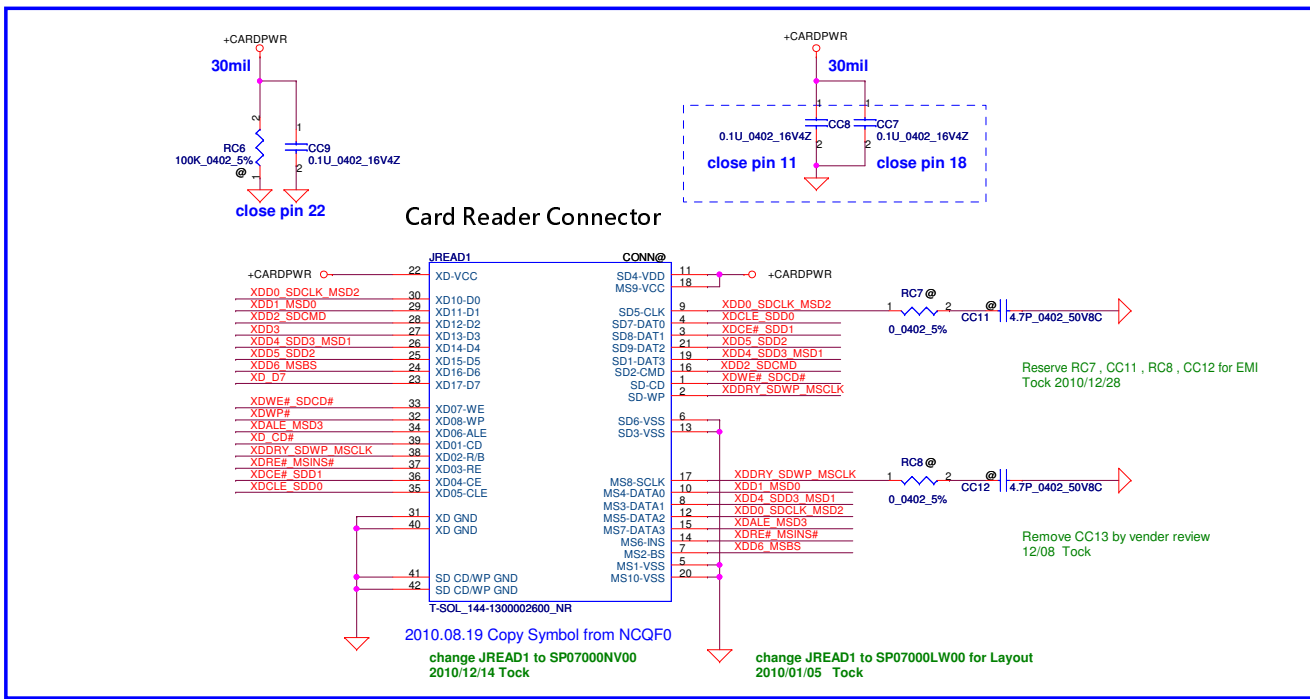 +CARDPWR
30mil
2
RC6
100K_0402_5%
@
1
1
CC9
0.1U_0402_16V4Z
2
close pin 22
+CARDPWR
30mil
1
1
CC8
CC7
0.1U_0402_16V4Z
0.1U_0402_16V4Z
2
2
close pin 11
close pin 18
Card Reader Connector
JREAD1
CONN@
+CARDPWR
22
XD-VCC
XDD0_SDCLK_MSD2
30
XD10-D0
XDD1_MSD0
29
XD11-D1
XDD2_SDCMD
28
XD12-D2
XDD3
27
XD13-D3
XDD4_SDD3_MSD1
26
XD14-D4
XDD5_SDD2
25
XD15-D5
XDD6_MSBS
24
XD16-D6
XD_D7
23
XD17-D7
XDWE#_SDCD#
33
XD07-WE
XDWP#
32
XD08-WP
XDALE_MSD3
34
XD06-ALE
XD_CD#
39
XD01-CD
XDDRY_SDWP_MSCLK
38
XD02-R/B
XDRE#_MSINS#
37
XD03-RE
XDCE#_SDD1
36
XD04-CE
XDCLE_SDD0
35
XD05-CLE
31
XD GND
40
XD GND
41
SD CD/WP GND
42
SD CD/WP GND
SD4-VDD
11
+CARDPWR
MS9-VCC
18
SD5-CLK
9
XDD0_SDCLK_MSD2
SD7-DAT0
4
XDCLE_SDD0
SD8-DAT1
3
XDCE#_SDD1
SD9-DAT2
21
XDD5_SDD2
SD1-DAT3
19
XDD4_SDD3_MSD1
SD2-CMD
16
XDD2_SDCMD
SD-CD
1
XDWE#_SDCD#
SD-WP
2
XDDRY_SDWP_MSCLK
SD6-VSS
6
SD3-VSS
13
MS8-SCLK
17
XDDRY_SDWP_MSCLK
MS4-DATA0
10
XDD1_MSD0
MS3-DATA1
8
XDD4_SDD3_MSD1
MS5-DATA2
12
XDD0_SDCLK_MSD2
MS7-DATA3
15
XDALE_MSD3
MS6-INS
14
XDRE#_MSINS#
MS2-BS
7
XDD6_MSBS
MS1-VSS
5
MS10-VSS
20
RC7@
1
2
0_0402_5%
@
CC11
4.7P_0402_50V8C
Reserve RC7 , CC11 , RC8 , CC12 for EMI
Tock 2010/12/28
RC8@
1
2
0_0402_5%
@
CC12
4.7P_0402_50V8C
Remove CC13 by vender review
12/08 Tock
T-SOL_144-1300002600_NR
2010.08.19 Copy Symbol from NCQF0
change JREAD1 to SP07000NV00
2010/12/14 Tock
change JREAD1 to SP07000LW00 for Layout
2010/01/05 Tock